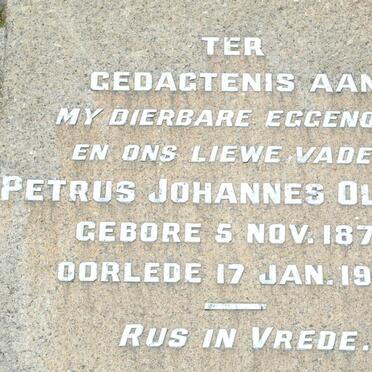 TER
GEDAGTENIS AAN
MY DIERBARE EGGENO
EN ONS LIEWE VADE
PETRUS JOHANNES OL
GEBORE 5 NOV. 187
OORLEDE 17 JAN. 19
RUS IN VREDE.